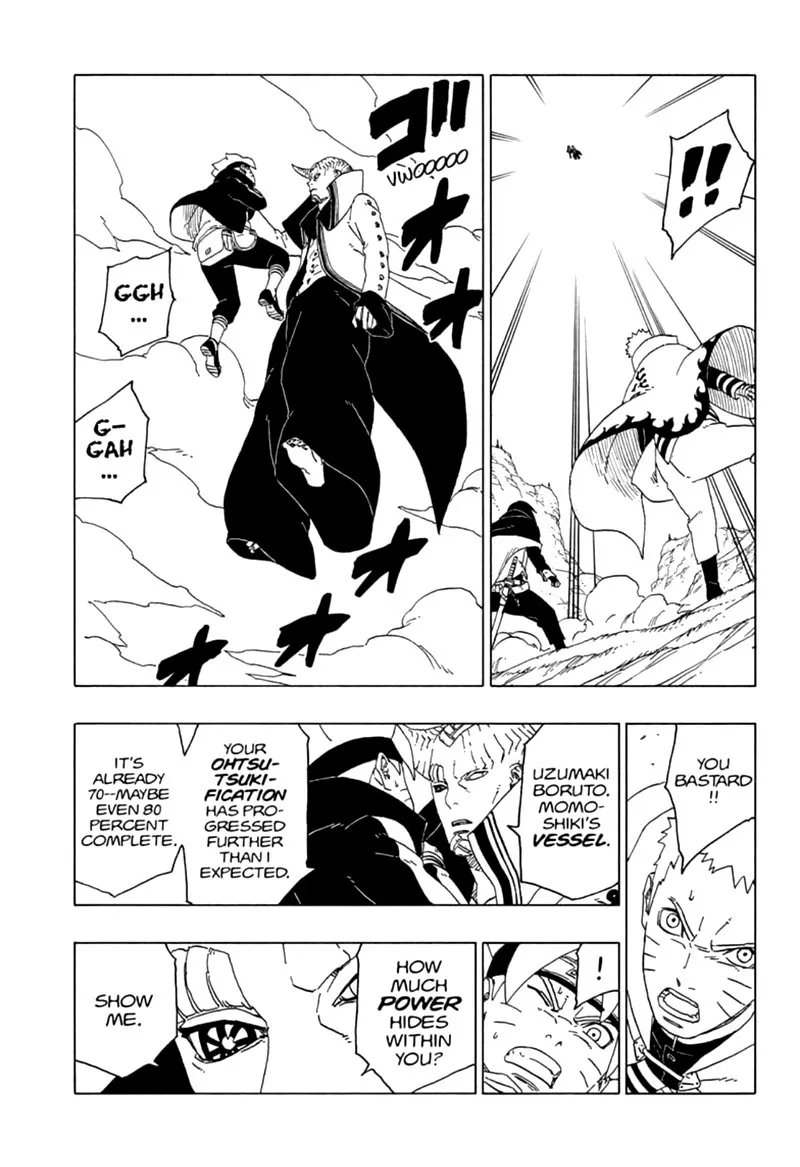 !!
ゴ
VWOOOOO
オ
オ
オ
オ
オ
GGH
...
G-
GAH
...
YOU
BASTARD
!!
UZUMAKI
BORUTO.
MOMO-
SHIKI'S
VESSEL.
YOUR
OHTSU-
TSUKI-
FICATION
HAS PRO-
GRESSED
FURTHER
THAN I
EXPECTED.
IT'S
ALREADY
70--MAYBE
EVEN 80
PERCENT
COMPLETE.
!
HOW
MUCH
POWER
HIDES
WITHIN
YOU?
SHOW
ME.